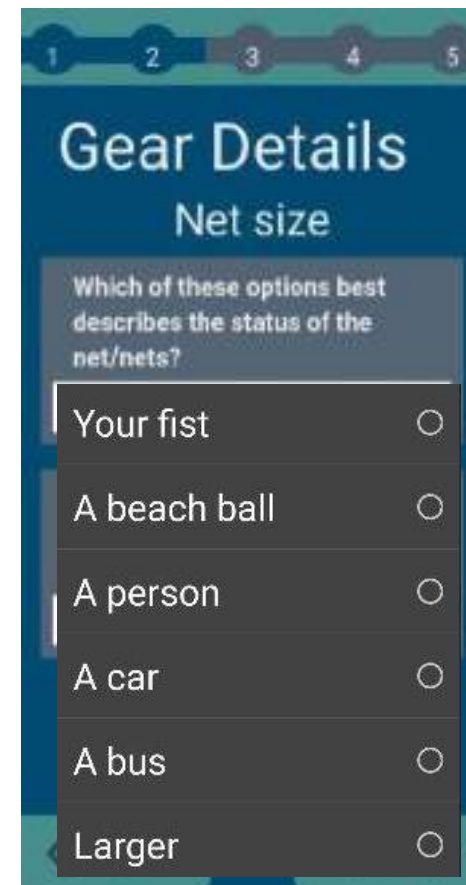 1 2 3 4 5
Gear Details
Net size
Which of these options best
describes the status of the
net/nets?
Your fist
A beach ball
A person
A car
A bus
Larger